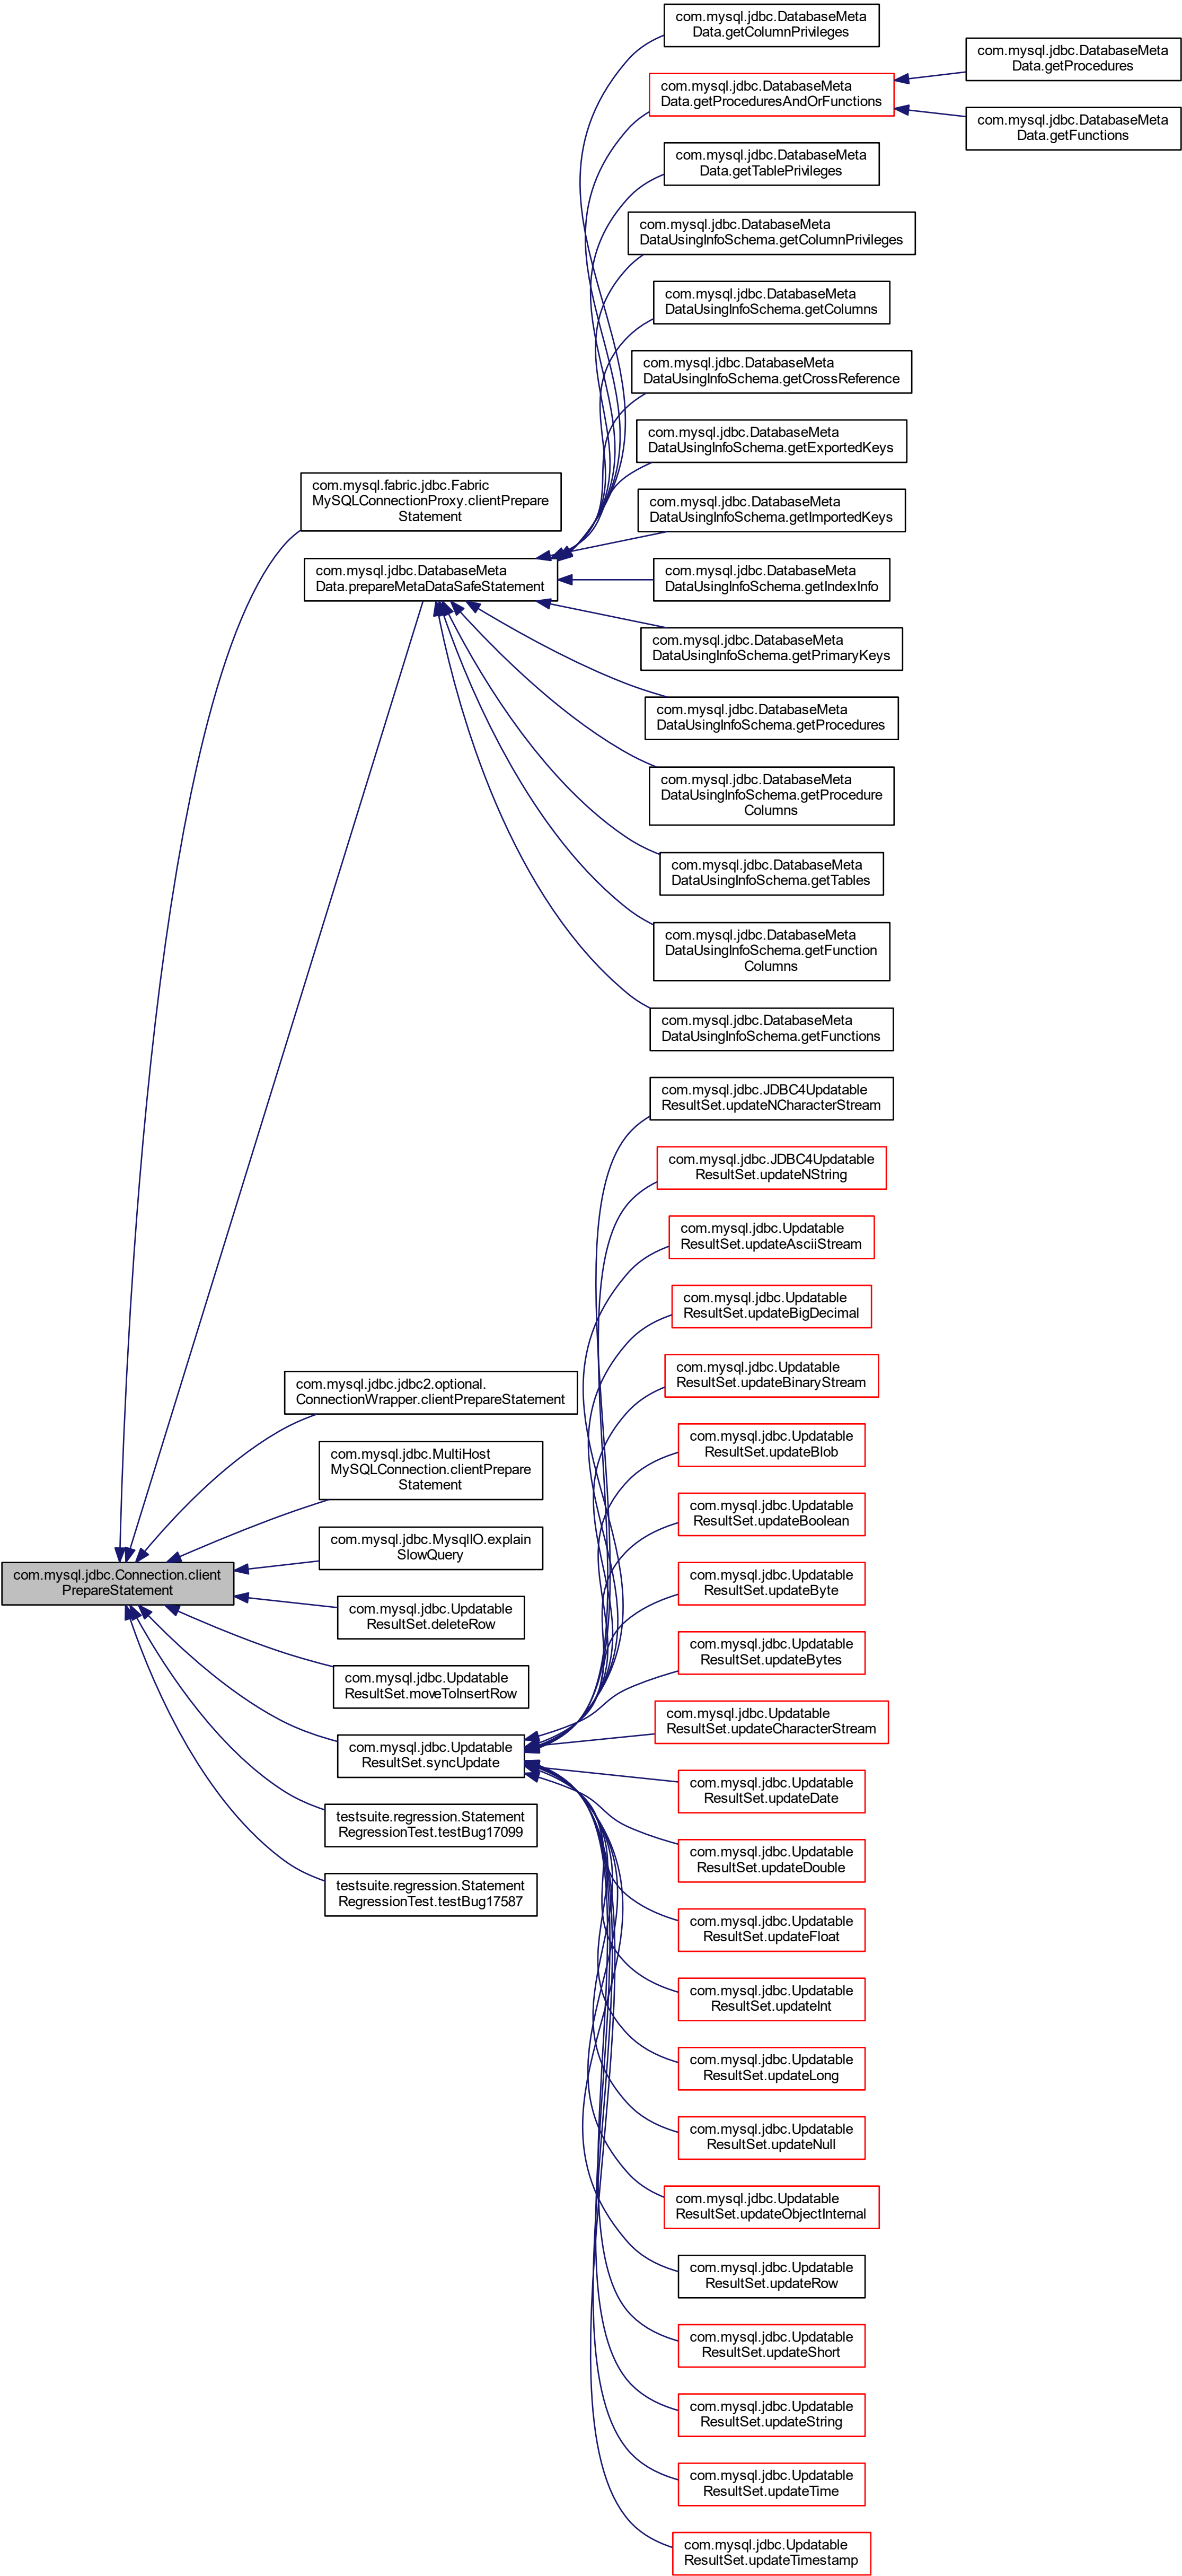 com.mysql.jdbc.DatabaseMeta
Data.getColumnPrivileges
com.mysql.jdbc.DatabaseMeta
Data.getProceduresAndOrFunctions
com.mysql.jdbc.DatabaseMeta
Data.getProcedures
com.mysql.jdbc.DatabaseMeta
Data.getFunctions
com.mysql.jdbc.DatabaseMeta
Data.getTablePrivileges
com.mysql.jdbc.DatabaseMeta
DataUsingInfoSchema.getColumnPrivileges
com.mysql.jdbc.DatabaseMeta
DataUsingInfoSchema.getColumns
com.mysql.jdbc.DatabaseMeta
DataUsingInfoSchema.getCrossReference
com.mysql.jdbc.DatabaseMeta
DataUsingInfoSchema.getExportedKeys
com.mysql.fabric.jdbc.Fabric
MySQLConnectionProxy.clientPrepare
Statement
com.mysql.jdbc.DatabaseMeta
DataUsingInfoSchema.getImportedKeys
com.mysql.jdbc.DatabaseMeta
Data.prepareMetaDataSafeStatement
com.mysql.jdbc.DatabaseMeta
DataUsingInfoSchema.getIndexInfo
com.mysql.jdbc.DatabaseMeta
DataUsingInfoSchema.getPrimaryKeys
com.mysql.jdbc.DatabaseMeta
DataUsingInfoSchema.getProcedures
com.mysql.jdbc.DatabaseMeta
DataUsingInfoSchema.getProcedure
Columns
com.mysql.jdbc.DatabaseMeta
DataUsingInfoSchema.getTables
com.mysql.jdbc.DatabaseMeta
DataUsingInfoSchema.getFunction
Columns
com.mysql.jdbc.DatabaseMeta
DataUsingInfoSchema.getFunctions
com.mysql.jdbc.JDBC4Updatable
ResultSet.updateNCharacterStream
com.mysql.jdbc.JDBC4Updatable
ResultSet.updateNString
com.mysql.jdbc.Updatable
ResultSet.updateAsciiStream
com.mysql.jdbc.Updatable
ResultSet.updateBigDecimal
com.mysql.jdbc.Updatable
ResultSet.updateBinaryStream
com.mysql.jdbc.jdbc2.optional.
ConnectionWrapper.clientPrepareStatement
com.mysql.jdbc.Updatable
ResultSet.updateBlob
com.mysql.jdbc.MultiHost
MySQLConnection.clientPrepare
Statement
com.mysql.jdbc.Updatable
ResultSet.updateBoolean
com.mysql.jdbc.MysqlIO.explain
SlowQuery
com.mysql.jdbc.Connection.client
PrepareStatement
com.mysql.jdbc.Updatable
ResultSet.updateByte
com.mysql.jdbc.Updatable
ResultSet.deleteRow
com.mysql.jdbc.Updatable
ResultSet.updateBytes
com.mysql.jdbc.Updatable
ResultSet.moveToInsertRow
com.mysql.jdbc.Updatable
ResultSet.updateCharacterStream
com.mysql.jdbc.Updatable
ResultSet.syncUpdate
com.mysql.jdbc.Updatable
ResultSet.updateDate
testsuite.regression.Statement
RegressionTest.testBug17099
com.mysql.jdbc.Updatable
ResultSet.updateDouble
testsuite.regression.Statement
RegressionTest.testBug17587
com.mysql.jdbc.Updatable
ResultSet.updateFloat
com.mysql.jdbc.Updatable
ResultSet.updateInt
com.mysql.jdbc.Updatable
ResultSet.updateLong
com.mysql.jdbc.Updatable
ResultSet.updateNull
com.mysql.jdbc.Updatable
ResultSet.updateObjectInternal
com.mysql.jdbc.Updatable
ResultSet.updateRow
com.mysql.jdbc.Updatable
ResultSet.updateShort
com.mysql.jdbc.Updatable
ResultSet.updateString
com.mysql.jdbc.Updatable
ResultSet.updateTime
com.mysql.jdbc.Updatable
ResultSet.updateTimestamp